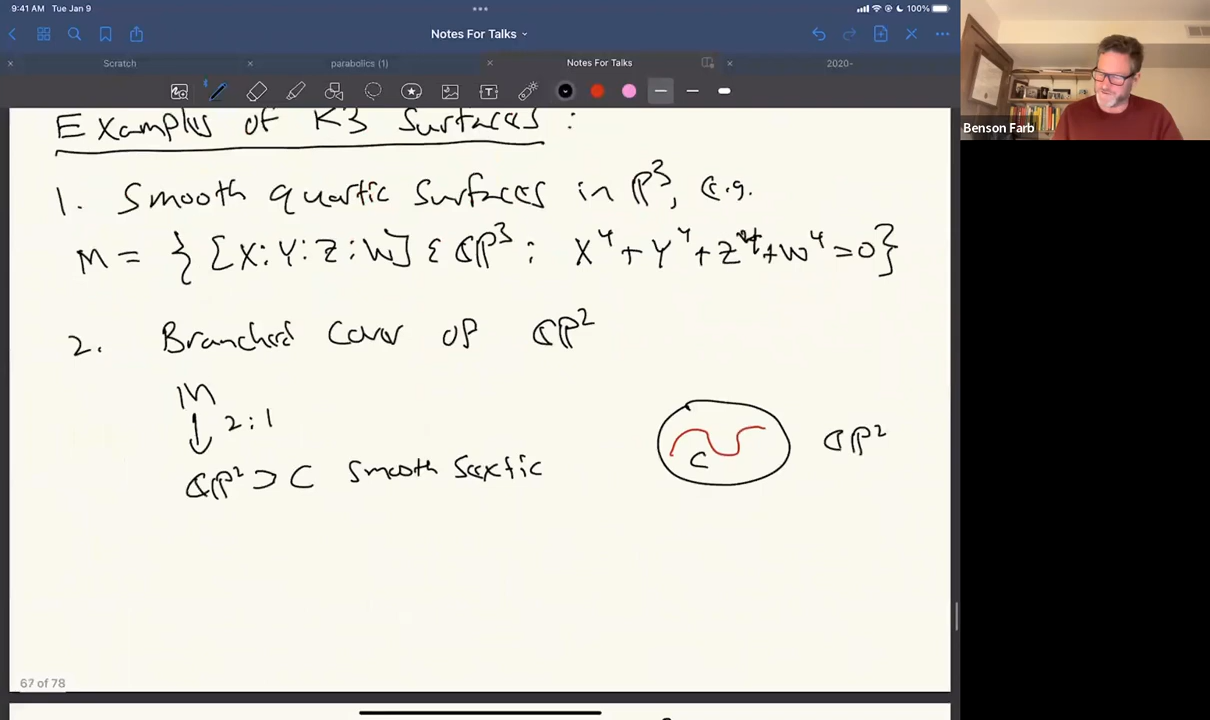 9:41 AM Tue Jan 9
100%
Notes For Talks
Scratch
parabolics (1)
Notes For Talks
2020-
Benson Farb
Examples of K3 Surfaces :
1. Smooth quartic surfaces in P³, e.g.
M = { [X:Y:Z:W] ∈ ℂP³ : X⁴+Y⁴+Z⁴+W⁴=0}
2. Branched cover of ℂP²
M
↓ 2:1
ℂP² ⊃ C smooth sextic
C
ℂP²
67 of 78